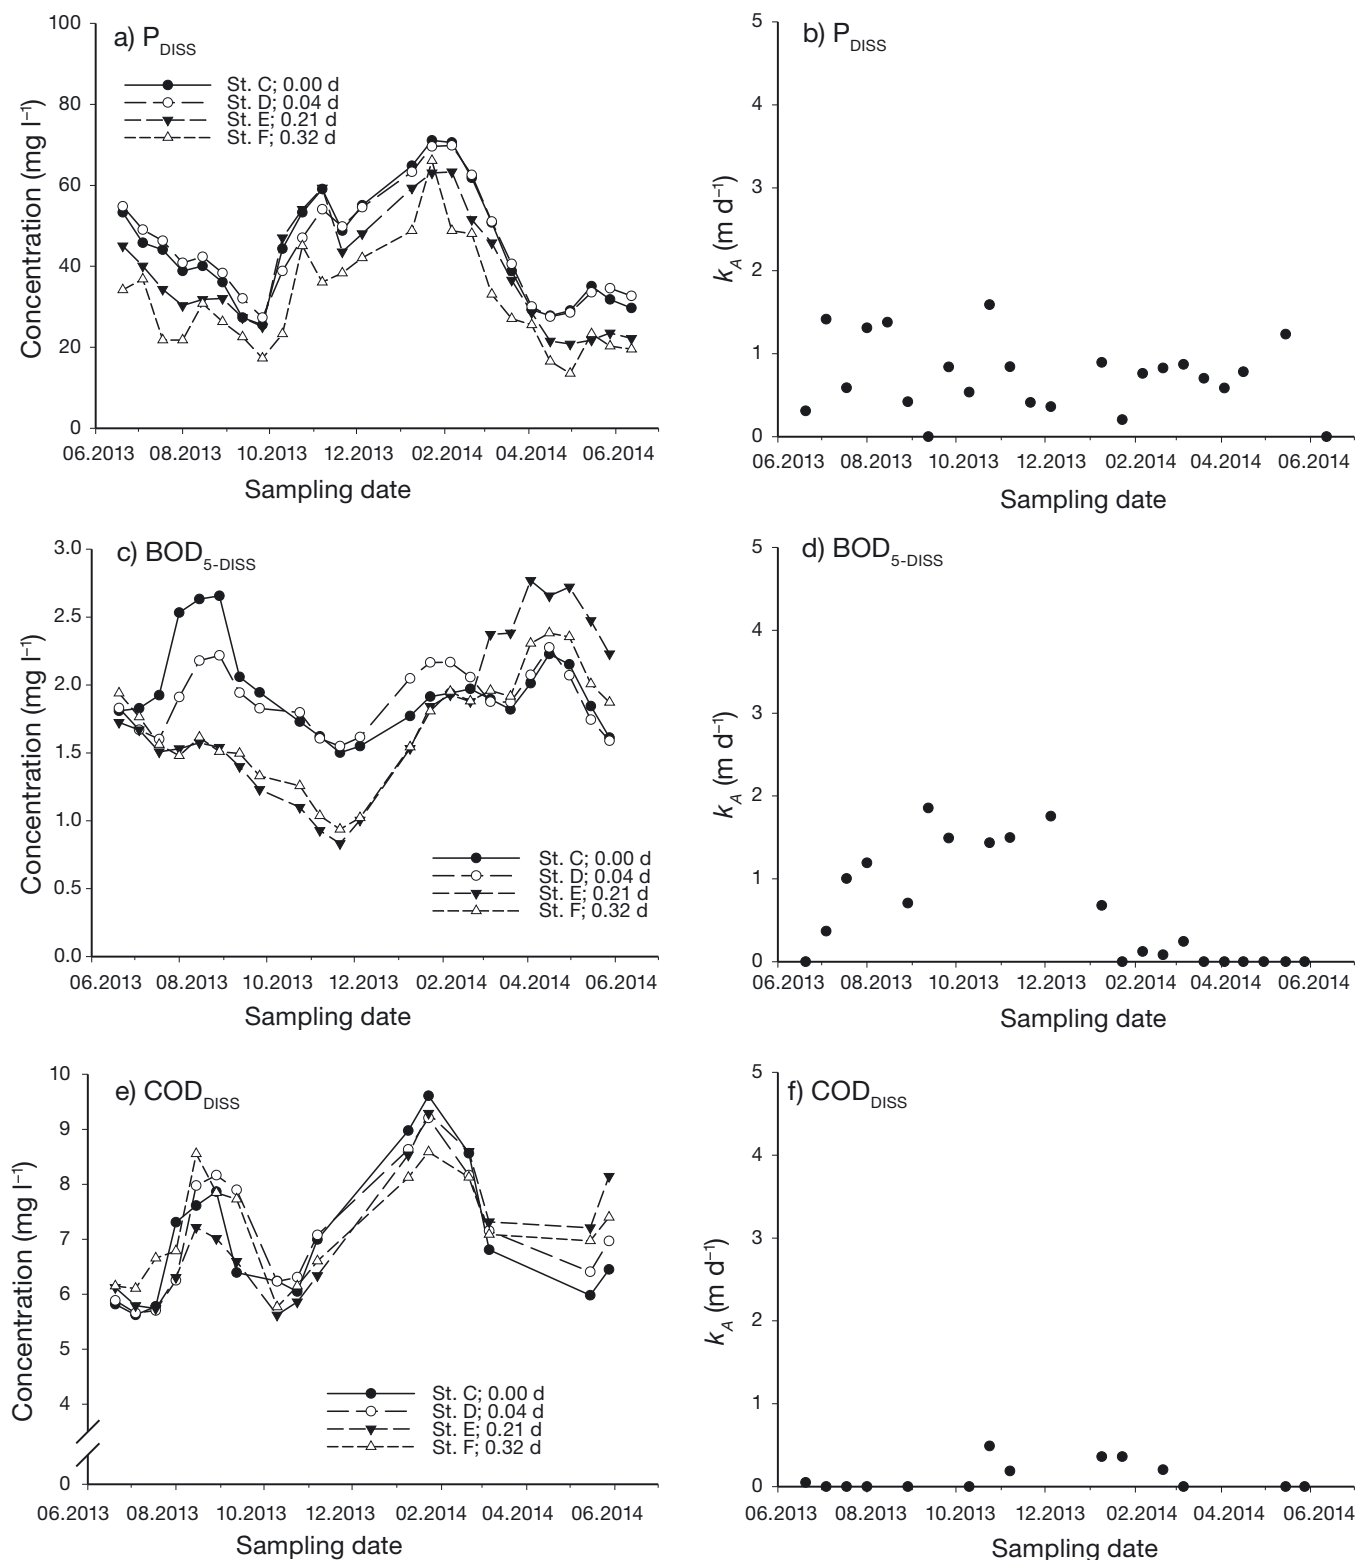 a) P_DISS
Concentration (mg l⁻¹)
100
80
60
40
20
0
St. C; 0.00 d
St. D; 0.04 d
St. E; 0.21 d
St. F; 0.32 d
06.2013 08.2013 10.2013 12.2013 02.2014 04.2014 06.2014
Sampling date
b) P_DISS
k_A (m d⁻¹)
5
4
3
2
1
0
06.2013 08.2013 10.2013 12.2013 02.2014 04.2014 06.2014
Sampling date
c) BOD_5-DISS
Concentration (mg l⁻¹)
3.0
2.5
2.0
1.5
1.0
0.5
0.0
St. C; 0.00 d
St. D; 0.04 d
St. E; 0.21 d
St. F; 0.32 d
06.2013 08.2013 10.2013 12.2013 02.2014 04.2014 06.2014
Sampling date
d) BOD_5-DISS
k_A (m d⁻¹)
5
4
3
2
1
0
06.2013 08.2013 10.2013 12.2013 02.2014 04.2014 06.2014
Sampling date
e) COD_DISS
Concentration (mg l⁻¹)
10
9
8
7
6
5
4
0
St. C; 0.00 d
St. D; 0.04 d
St. E; 0.21 d
St. F; 0.32 d
06.2013 08.2013 10.2013 12.2013 02.2014 04.2014 06.2014
Sampling date
f) COD_DISS
k_A (m d⁻¹)
5
4
3
2
1
0
06.2013 08.2013 10.2013 12.2013 02.2014 04.2014 06.2014
Sampling date